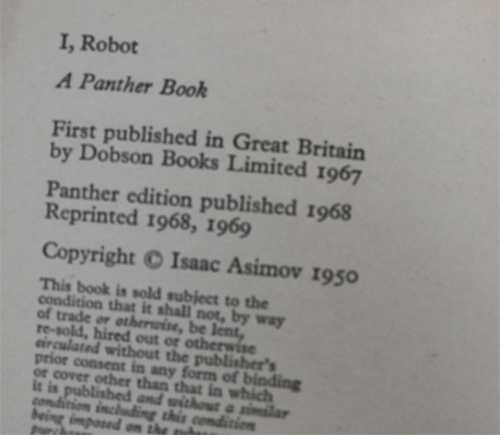 I, Robot
A Panther Book
First published in Great Britain
by Dobson Books Limited 1967
Panther edition published 1968
Reprinted 1968, 1969
Copyright © Isaac Asimov 1950
This book is sold subject to the
condition that it shall not, by way
of trade or otherwise, be lent,
re-sold, hired out or otherwise
circulated without the publisher's
prior consent in any form of binding
or cover other than that in which
it is published and without a similar
condition including this condition
being imposed on the